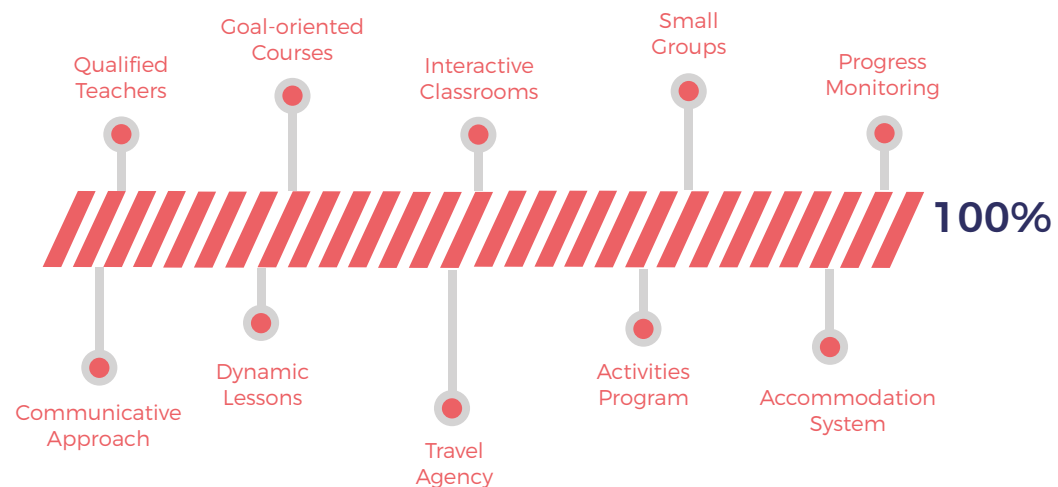 Qualified
Teachers
Goal-oriented
Courses
Interactive
Classrooms
Small
Groups
Progress
Monitoring
100%
Communicative
Approach
Dynamic
Lessons
Travel
Agency
Activities
Program
Accommodation
System